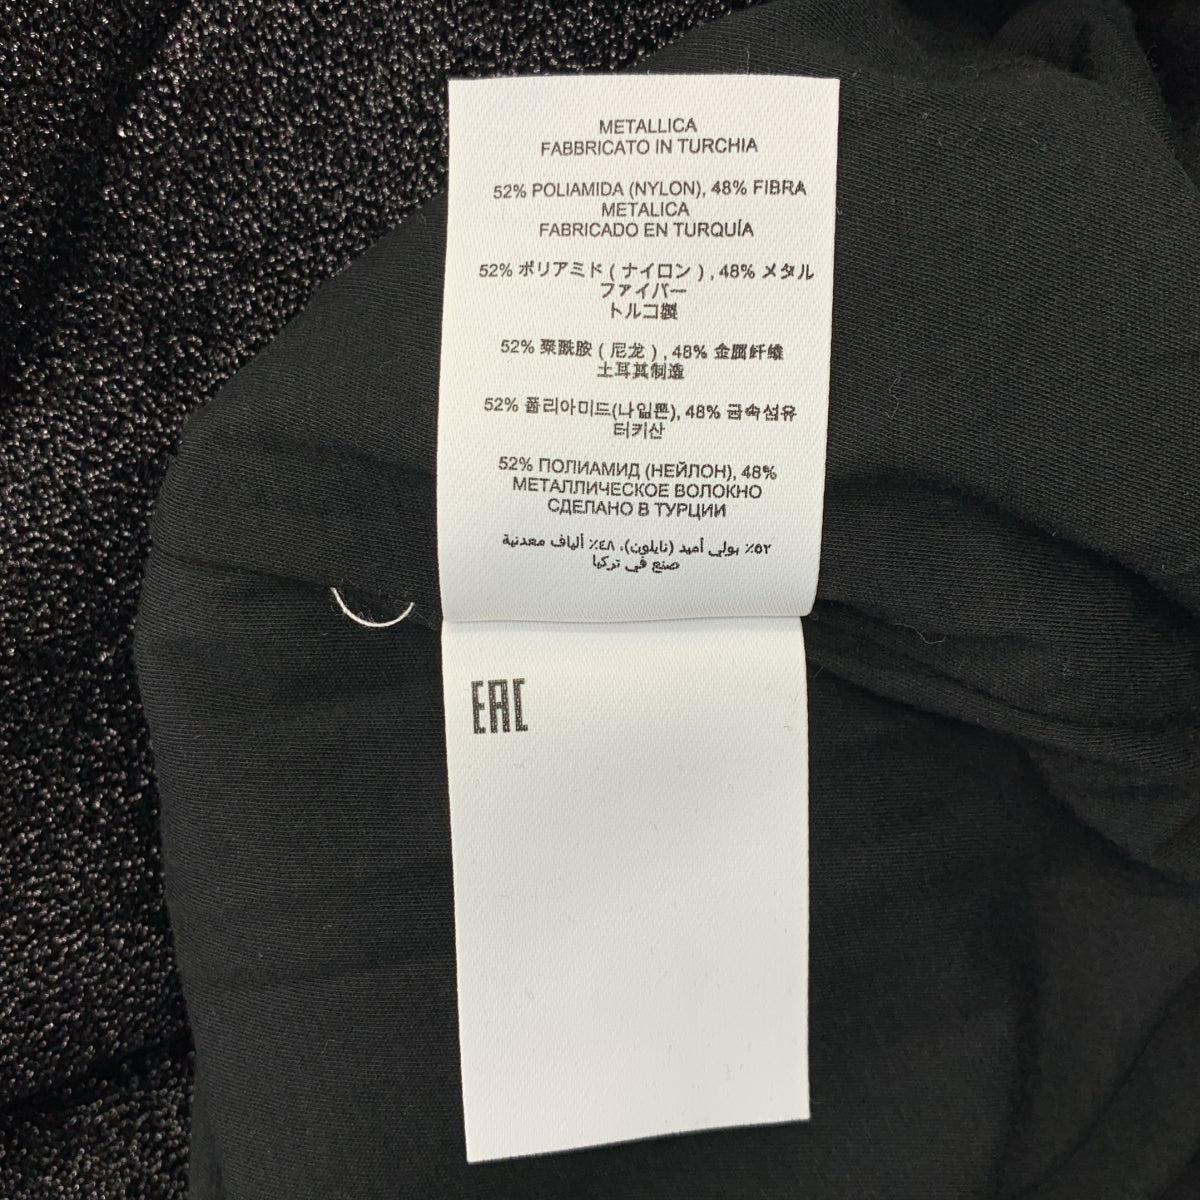 METALLICA
FABBRICATO IN TURCHIA
52% POLIAMIDA (NYLON), 48% FIBRA
METALICA
FABRICADO EN TURQUÍA
52% ポリアミド ( ナイロン ) , 48% メタル
ファイバー
トルコ製
52% 聚酰胺 ( 尼龙 ) , 48% 金属纤维
土耳其制造
52% 폴리아미드(나일론), 48% 금속섬유
터키산
52% ПОЛИАМИД (НЕЙЛОН), 48%
МЕТАЛЛИЧЕСКОЕ ВОЛОКНО
СДЕЛАНО В ТУРЦИИ
٥٢٪ بولي أميد (نايلون)، ٤٨٪ ألياف معدنية
صنع في تركيا
EAC